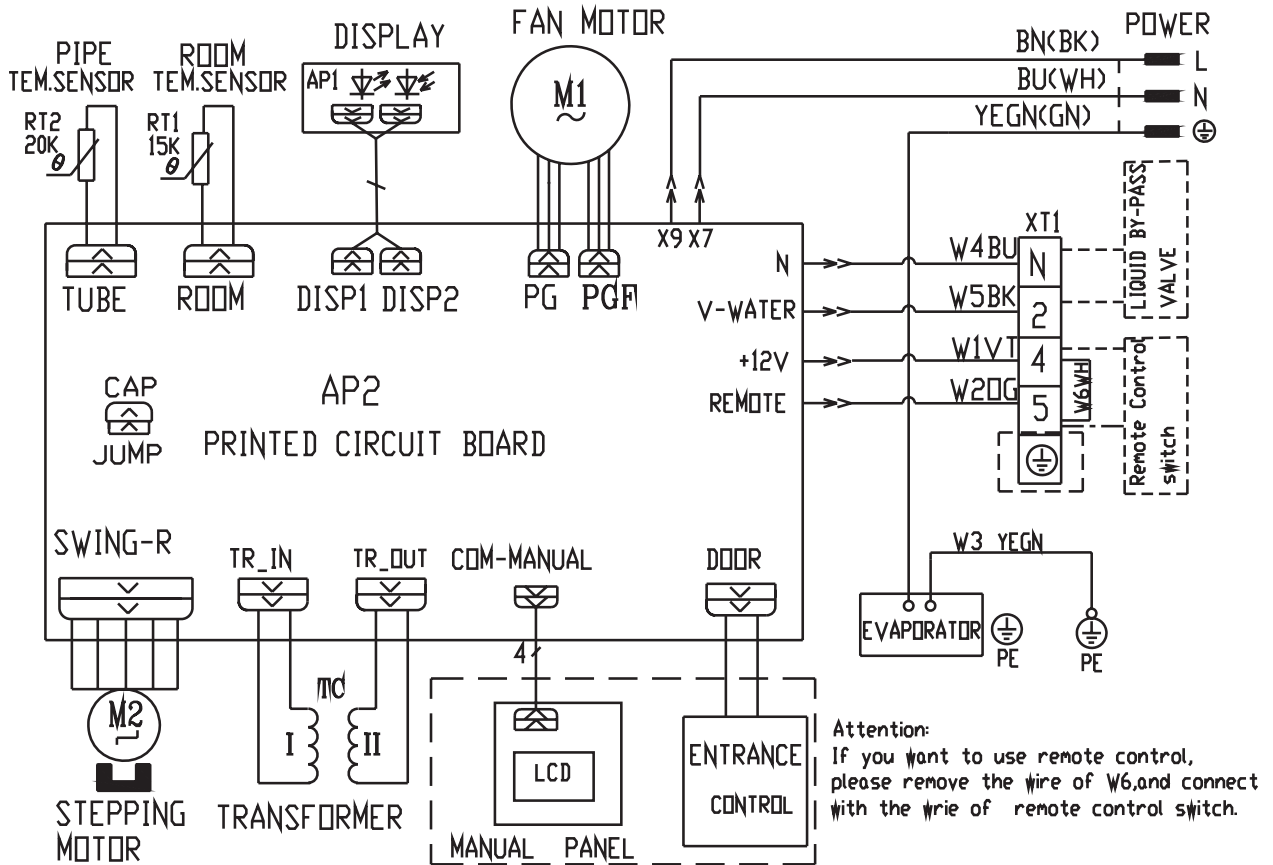 PIPE
TEM.SENSOR
ROOM
TEM.SENSOR
DISPLAY
FAN MOTOR
POWER
BN(BK)
L
BU(WH)
N
YEGN(GN)
AP1
M1
RT2
20K
θ
RT1
15K
θ
X9 X7
XT1
LIQUID BY-PASS
VALVE
TUBE
ROOM
DISP1 DISP2
PG
PGF
N
W4BU
N
V-WATER
W5BK
2
+12V
W1VT
4
REMOTE
W2OG
5
W6WH
Remote Control
switch
CAP
JUMP
AP2
PRINTED CIRCUIT BOARD
SWING-R
TR_IN
TR_OUT
COM-MANUAL
DOOR
W3 YEGN
EVAPORATOR
PE
PE
4
M2
TC
I
II
LCD
ENTRANCE
CONTROL
STEPPING
MOTOR
TRANSFORMER
MANUAL PANEL
Attention:
If you want to use remote control,
please remove the wire of W6,and connect
with the wrie of remote control switch.